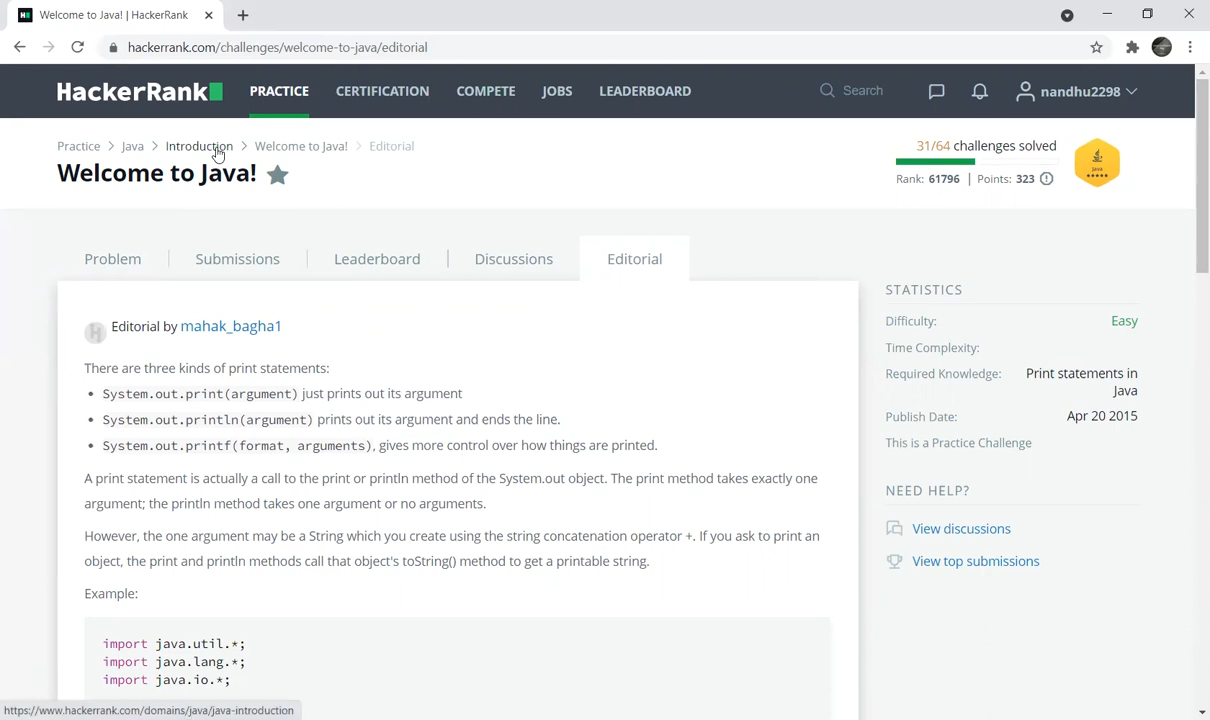 Welcome to Java! | HackerRank
hackerrank.com/challenges/welcome-to-java/editorial
HackerRank PRACTICE CERTIFICATION COMPETE JOBS LEADERBOARD Search nandhu2298
Practice > Java > Introduction > Welcome to Java! > Editorial
Welcome to Java!
31/64 challenges solved
Rank: 61796 | Points: 323
Java
Problem Submissions Leaderboard Discussions Editorial
H
Editorial by mahak_bagha1
There are three kinds of print statements:
• System.out.print(argument) just prints out its argument
• System.out.println(argument) prints out its argument and ends the line.
• System.out.printf(format, arguments), gives more control over how things are printed.
A print statement is actually a call to the print or println method of the System.out object. The print method takes exactly one
argument; the println method takes one argument or no arguments.
However, the one argument may be a String which you create using the string concatenation operator +. If you ask to print an
object, the print and println methods call that object's toString() method to get a printable string.
Example:
import java.util.*;
import java.lang.*;
import java.io.*;
STATISTICS
Difficulty: Easy
Time Complexity:
Required Knowledge: Print statements in
Java
Publish Date: Apr 20 2015
This is a Practice Challenge
NEED HELP?
View discussions
View top submissions
https://www.hackerrank.com/domains/java/java-introduction